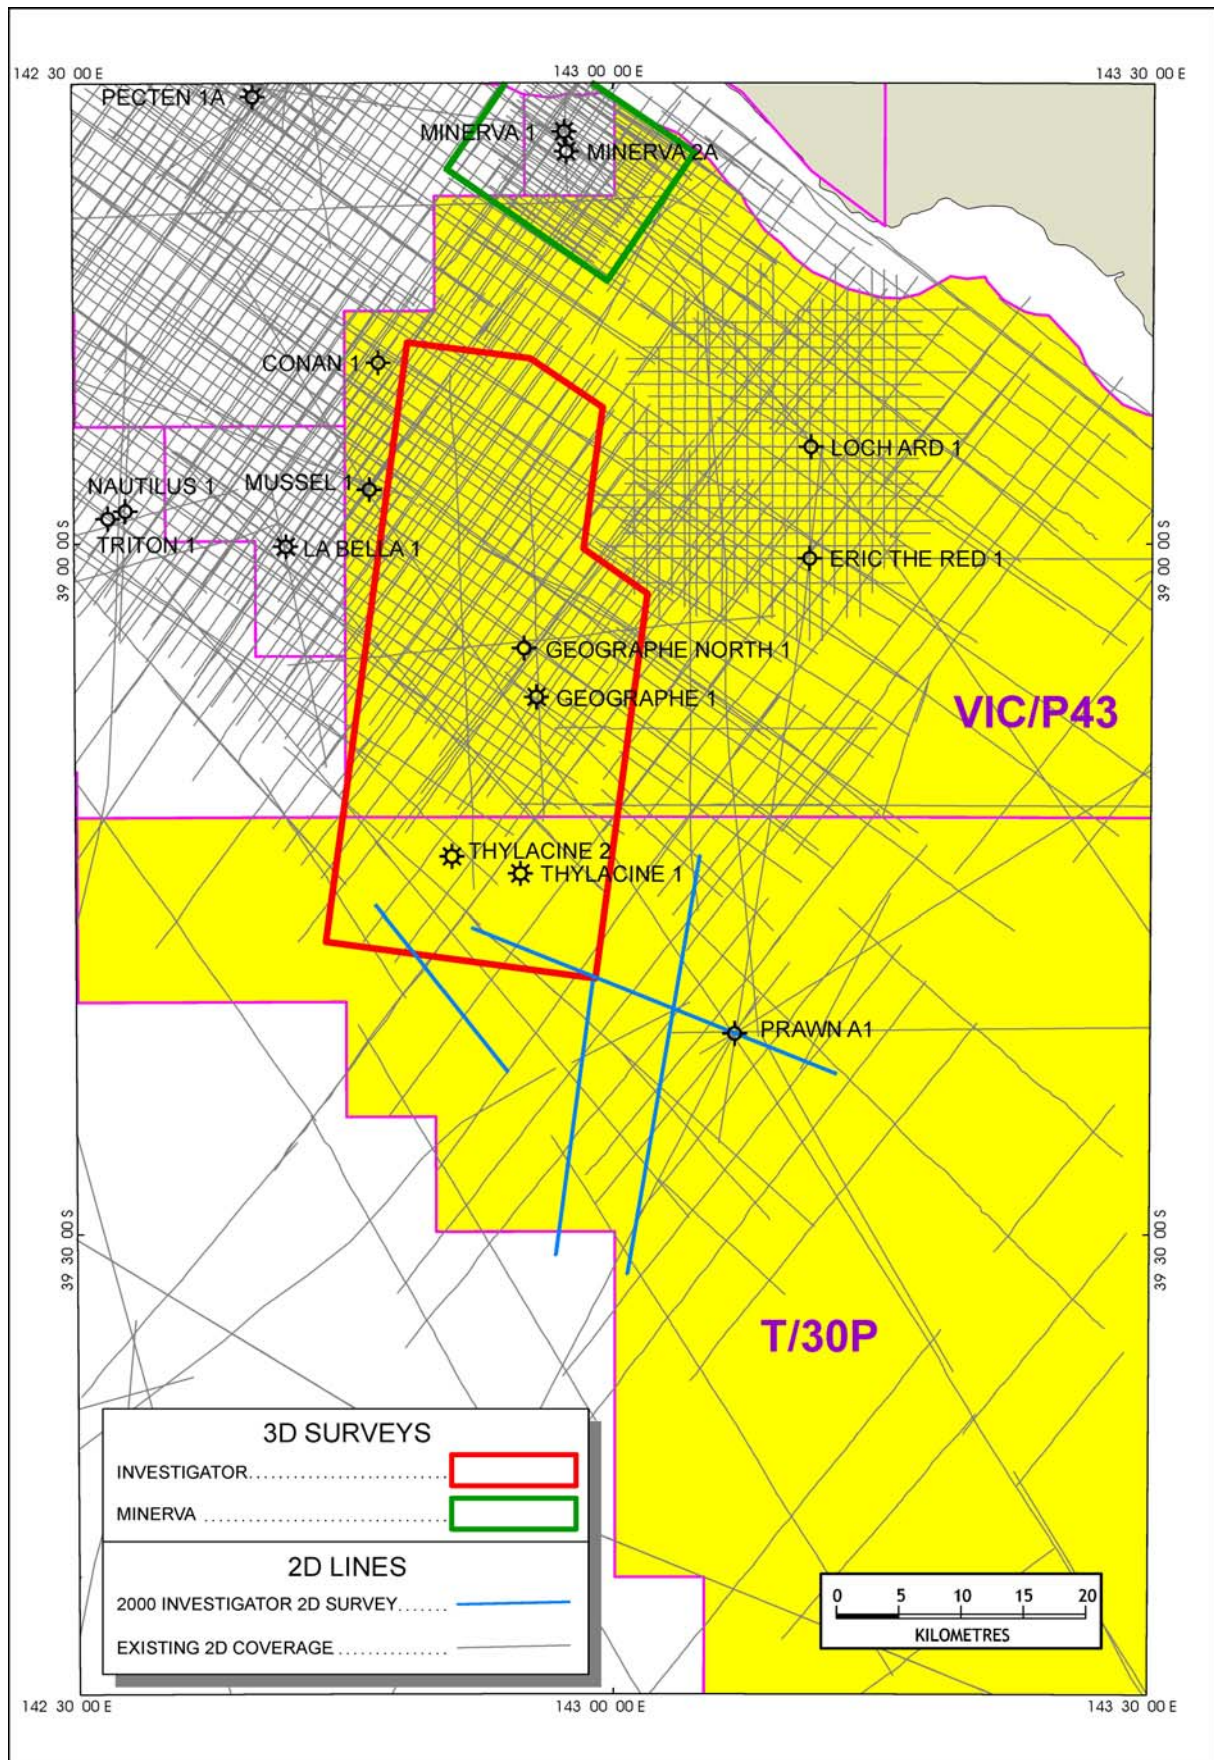 142 30 00 E
143 00 00 E
143 30 00 E
PECTEN 1A
MINERVA 1
MINERVA 2A
CONAN 1
LOCH ARD 1
MUSSEL 1
NAUTILUS 1
TRITON 1
LA BELLA 1
ERIC THE RED 1
39 00 00 S
39 00 00 S
GEOGRAPHE NORTH 1
GEOGRAPHE 1
VIC/P43
THYLACINE 2
THYLACINE 1
PRAWN A1
39 30 00 S
39 30 00 S
T/30P
3D SURVEYS
INVESTIGATOR............................
MINERVA ..................................
2D LINES
2000 INVESTIGATOR 2D SURVEY.......
EXISTING 2D COVERAGE ...............
0 5 10 15 20
KILOMETRES
142 30 00 E
143 00 00 E
143 30 00 E